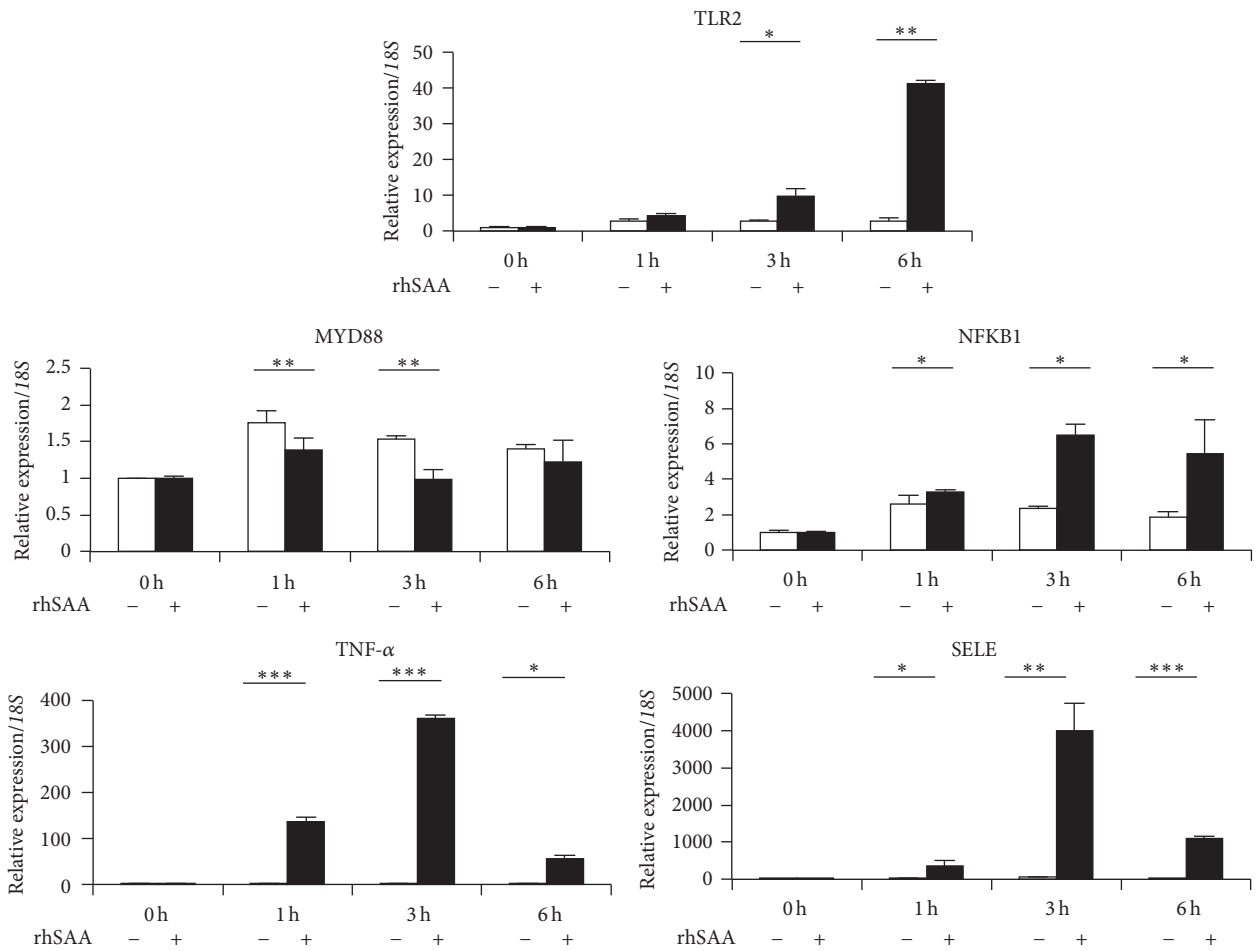 TLR2
* **
Relative expression/18S
50
40
30
20
10
0
0 h 1 h 3 h 6 h
rhSAA − + − + − + − +
MYD88
** **
Relative expression/18S
2.5
2
1.5
1
0.5
0
0 h 1 h 3 h 6 h
rhSAA − + − + − + − +
NFKB1
* * *
Relative expression/18S
10
8
6
4
2
0
0 h 1 h 3 h 6 h
− + − + − + − +
TNF-α
*** *** *
Relative expression/18S
400
300
200
100
0
0 h 1 h 3 h 6 h
rhSAA − + − + − + − +
SELE
* ** ***
Relative expression/18S
5000
4000
3000
2000
1000
0
0 h 1 h 3 h 6 h
rhSAA − + − + − + − +